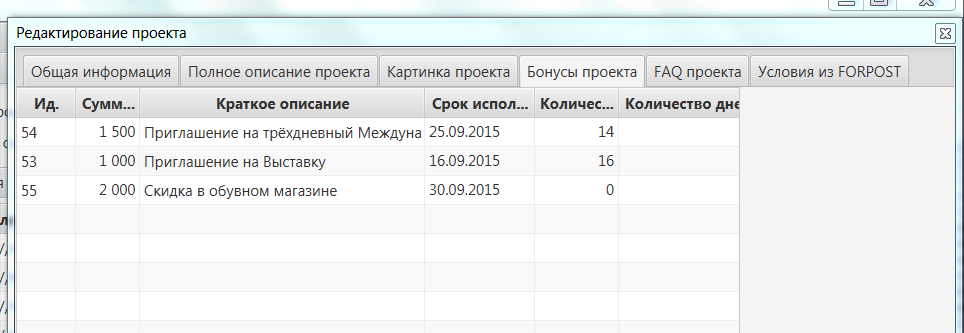 Редактирование проекта
Общая информация Полное описание проекта Картинка проекта Бонусы проекта FAQ проекта Условия из FORPOST
Ид. Сумм... Краткое описание Срок испол... Количес... Количество дне
54 1 500 Приглашение на трёхдневный Междуна 25.09.2015 14
53 1 000 Приглашение на Выставку 16.09.2015 16
55 2 000 Скидка в обувном магазине 30.09.2015 0